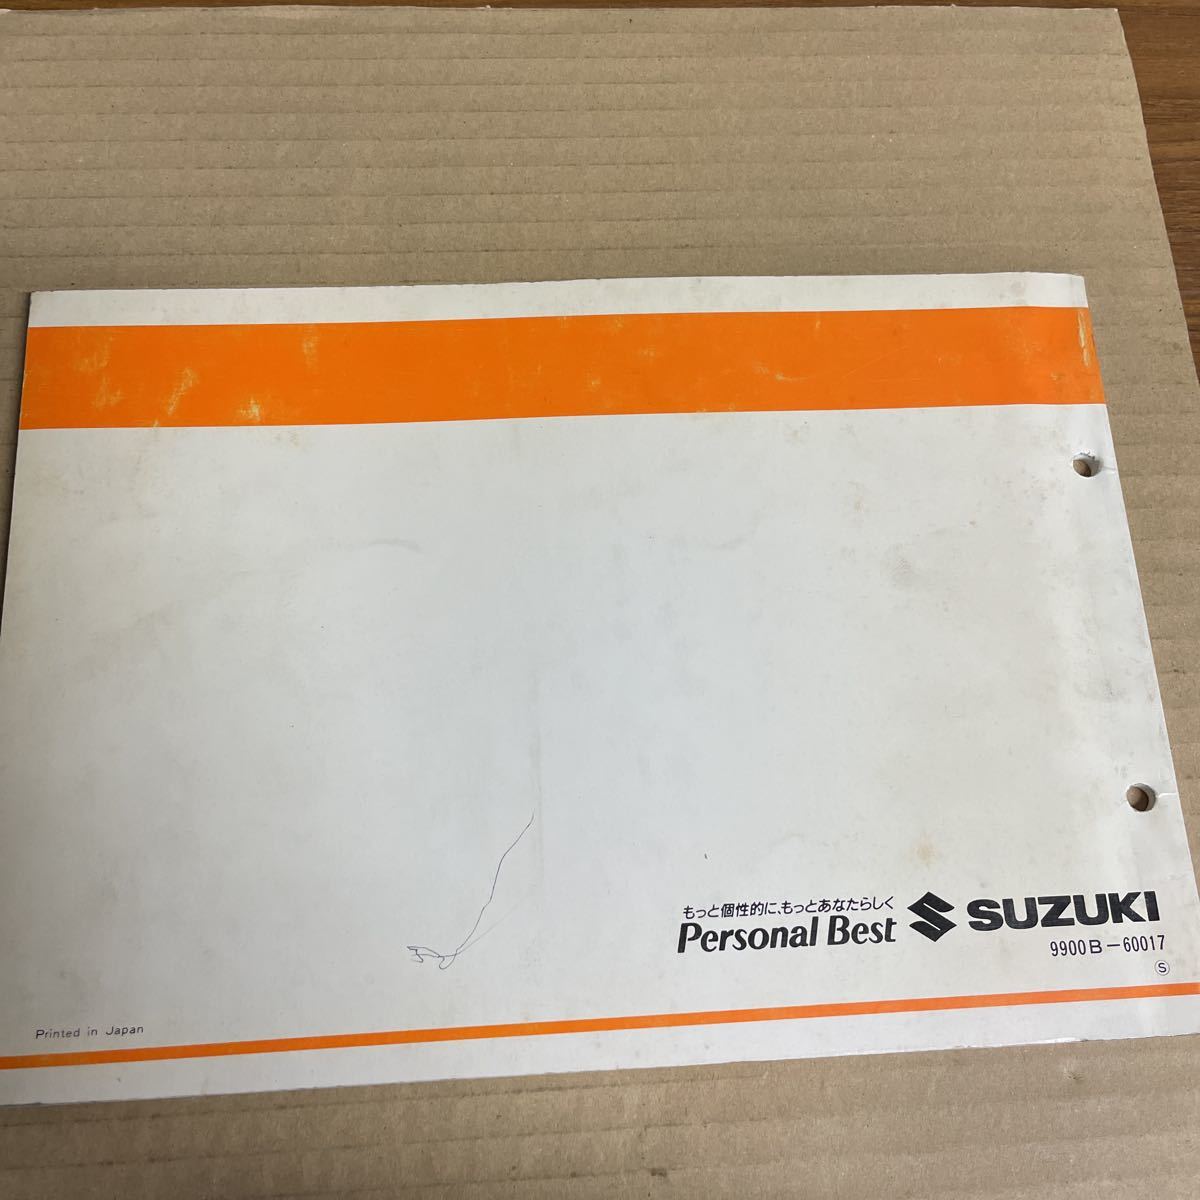 もっと個性的に、もっとあなたらしく
Personal Best
SUZUKI
9900B-60017
Ⓢ
Printed in Japan